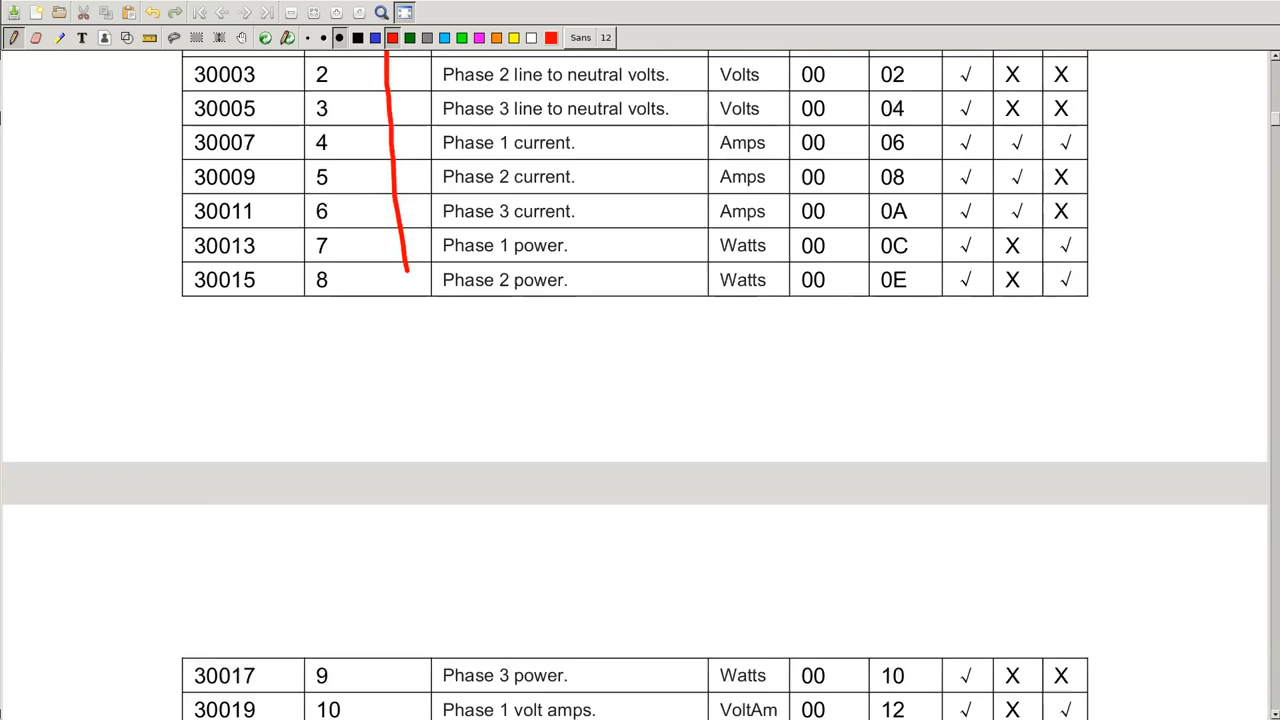 Sans 12
30003 2 Phase 2 line to neutral volts. Volts 00 02 √ X X
30005 3 Phase 3 line to neutral volts. Volts 00 04 √ X X
30007 4 Phase 1 current. Amps 00 06 √ √ √
30009 5 Phase 2 current. Amps 00 08 √ √ X
30011 6 Phase 3 current. Amps 00 0A √ √ X
30013 7 Phase 1 power. Watts 00 0C √ X √
30015 8 Phase 2 power. Watts 00 0E √ X √
30017 9 Phase 3 power. Watts 00 10 √ X X
30019 10 Phase 1 volt amps. VoltAm 00 12 √ X √